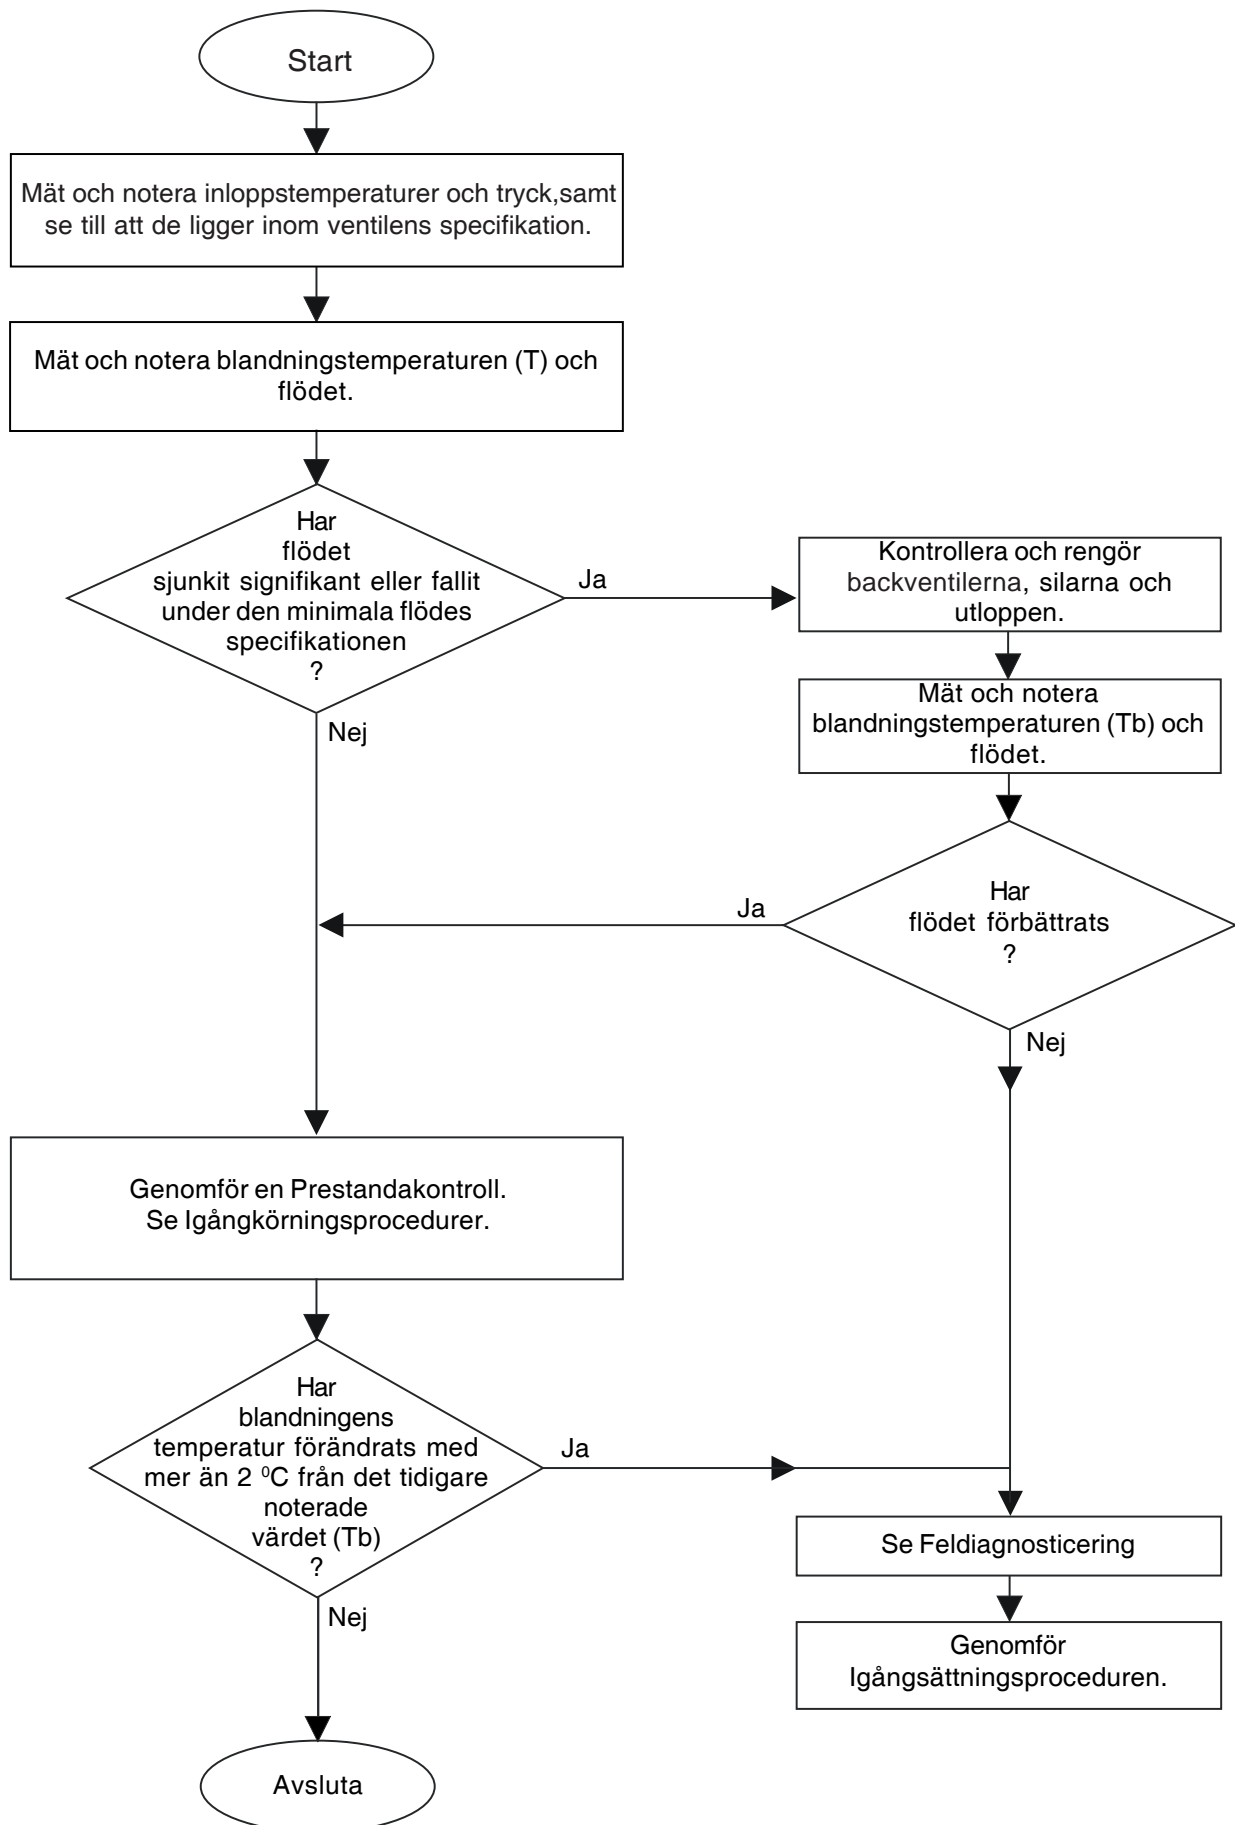 Start
Mät och notera inloppstemperaturer och tryck,samt
se till att de ligger inom ventilens specifikation.
Mät och notera blandningstemperaturen (T) och
flödet.
Har
flödet
sjunkit signifikant eller fallit
under den minimala flödes
specifikationen
?
Ja
Nej
Kontrollera och rengör
backventilerna, silarna och
utloppen.
Mät och notera
blandningstemperaturen (Tb) och
flödet.
Har
flödet förbättrats
?
Ja
Nej
Genomför en Prestandakontroll.
Se Igångkörningsprocedurer.
Har
blandningens
temperatur förändrats med
mer än 2 ⁰C från det tidigare
noterade
värdet (Tb)
?
Ja
Nej
Se Feldiagnosticering
Genomför
Igångsättningsproceduren.
Avsluta